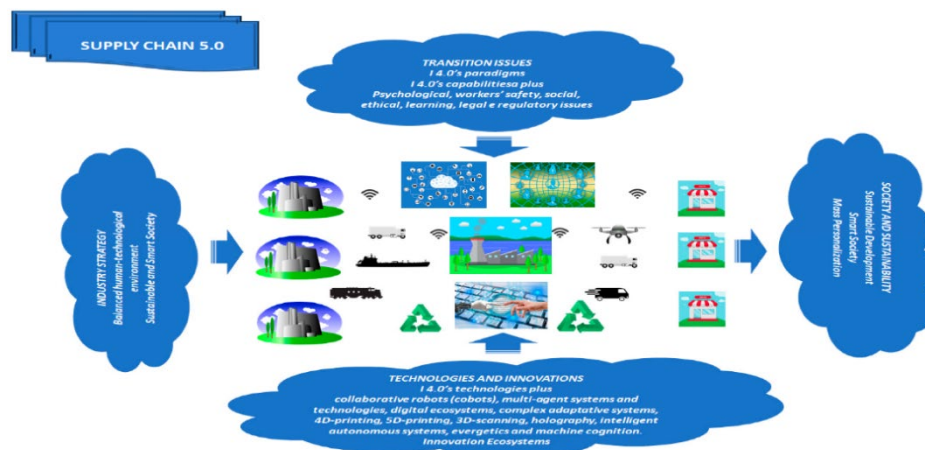 SUPPLY CHAIN 5.0
TRANSITION ISSUES
I 4.0's paradigms
I 4.0's capabilitiesa plus
Psychological, workers' safety, social,
ethical, learning, legal e regulatory issues
INDUSTRY STRATEGY
Balanced human-technological
environment
Sustainable and Smart Society
SOCIETY AND SUSTAINABILITY
Sustainable Development
Smart Society
Mass Personalization
TECHNOLOGIES AND INNOVATIONS
I 4.0's technologies plus
collaborative robots (cobots), multi-agent systems and
technologies, digital ecosystems, complex adaptative systems,
4D-printing, 5D-printing, 3D-scanning, holography, intelligent
autonomous systems, evergetics and machine cognition.
Innovation Ecosystems